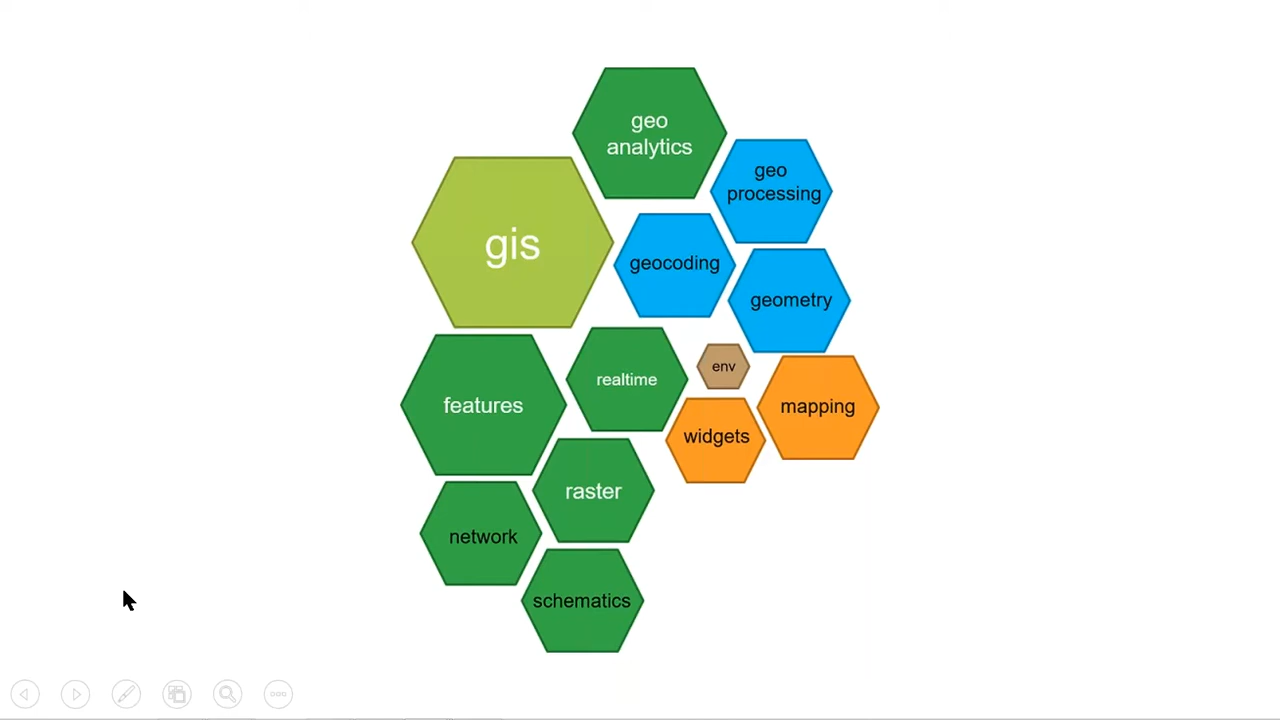 geo
analytics
geo
processing
gis
geocoding
geometry
env
realtime
features
mapping
widgets
raster
network
schematics